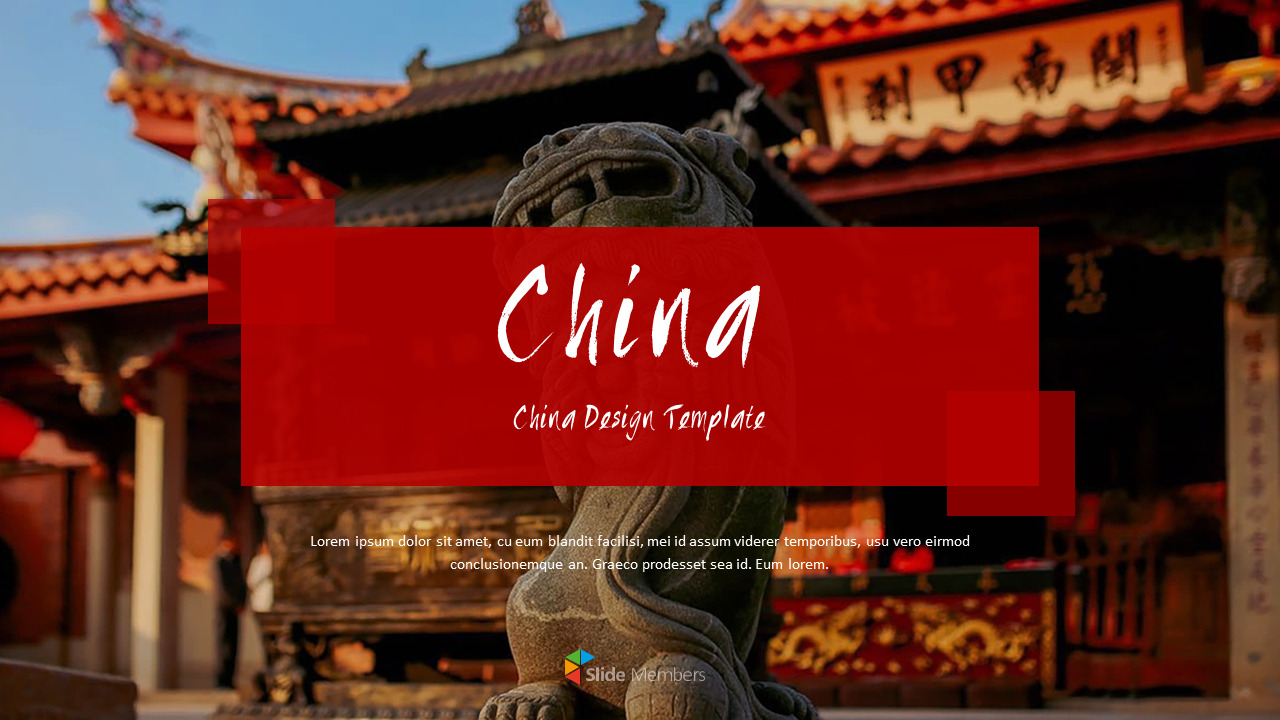 刹甲南閩
China
China Design Template
Lorem ipsum dolor sit amet, cu eum blandit facilisi, mei id assum viderer temporibus, usu vero eirmod
conclusionemque an. Graeco prodesset sea id. Eum lorem.
Slide Members